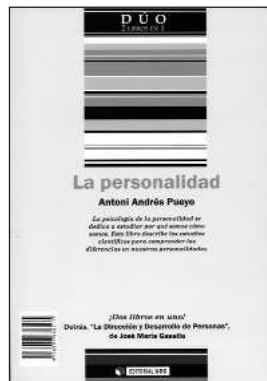 DÚO
2 LIBROS EN 1
La personalidad
Antoni Andrés Pueyo
La psicología de la personalidad se
dedica a estudiar por qué somos cómo
somos. Este libro describe los estudios
científicos para comprender las
diferencias en nuestras personalidades.
¡Dos libros en uno!
Detrás, "La Dirección y Desarrollo de Personas",
de José María Gasalla
EDITORIAL UOC